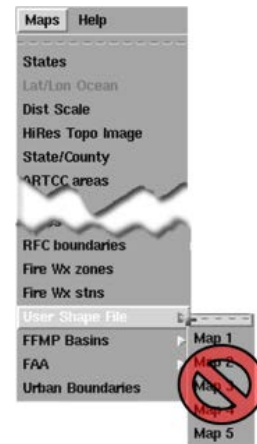 Maps Help
States
Lat/Lon Ocean
Dist Scale
HiRes Topo Image
State/County
ARTCC areas
RFC boundaries
Fire Wx zones
Fire Wx stns
User Shape File
FFMP Basins
FAA
Urban Boundaries
Map 1
Map 2
Map 3
Map 4
Map 5